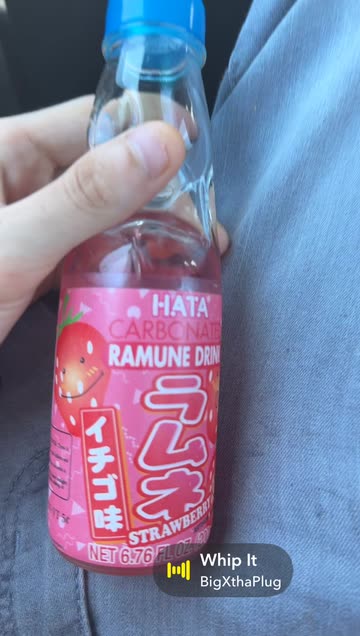 HATA
CARBONATED
RAMUNE DRINK
ラムネ
イチゴ味
STRAWBERRY
NET 6.76 FL OZ
Whip It
BigXthaPlug